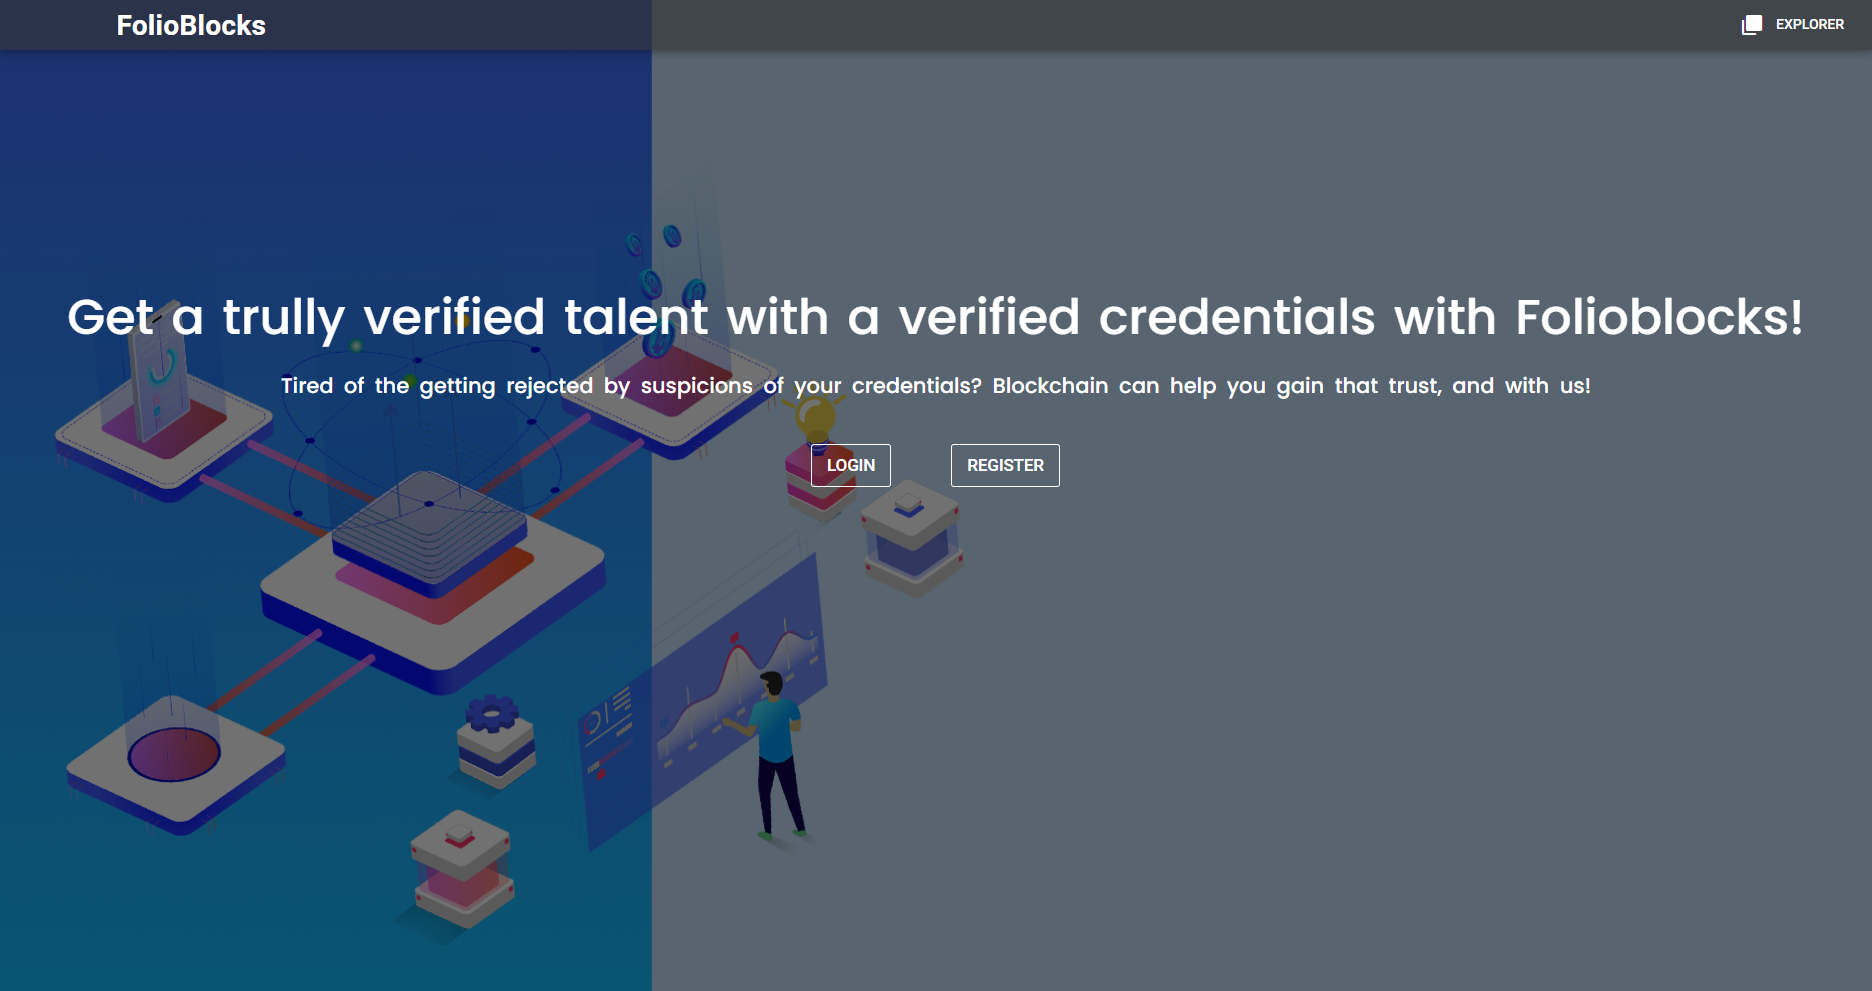 FolioBlocks
EXPLORER
Get a trully verified talent with a verified credentials with Folioblocks!
Tired of the getting rejected by suspicions of your credentials? Blockchain can help you gain that trust, and with us!
LOGIN
REGISTER